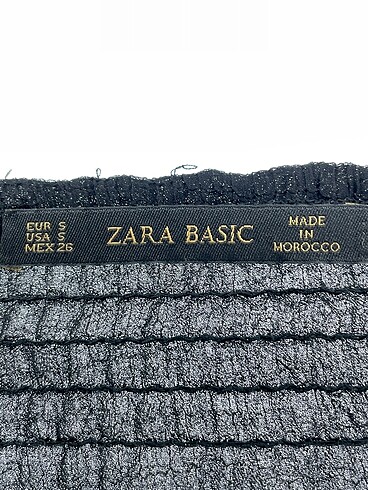 EUR S
USA S
MEX 26
ZARA BASIC
MADE
IN
MOROCCO